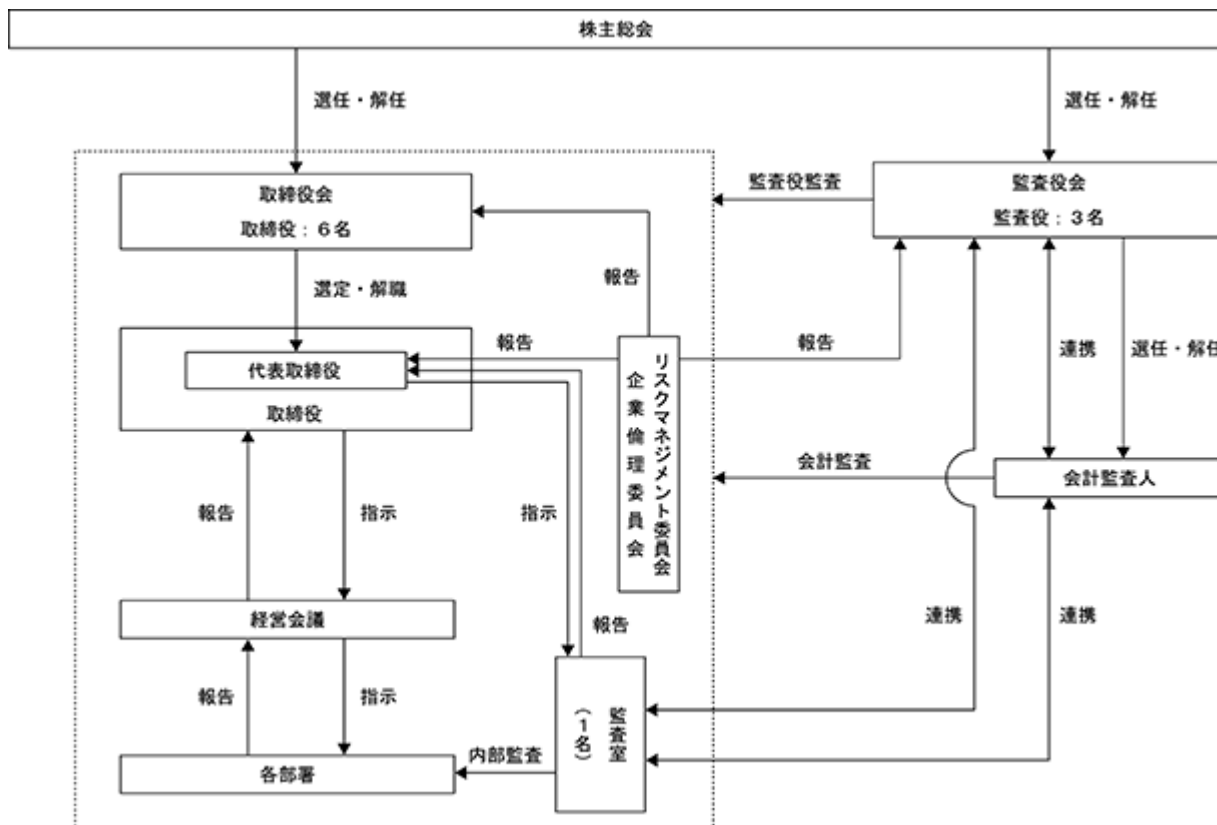 株主総会
選任・解任
選任・解任
取締役会
取締役：６名
監査役監査
監査役会
監査役：３名
選定・解職
報告
代表取締役
取締役
報告
リスクマネジメント委員会
企業倫理委員会
報告
連携
選任・解任
会計監査
会計監査人
報告
指示
指示
経営会議
報告
連携
連携
報告
指示
監査室
（１名）
内部監査
各部署